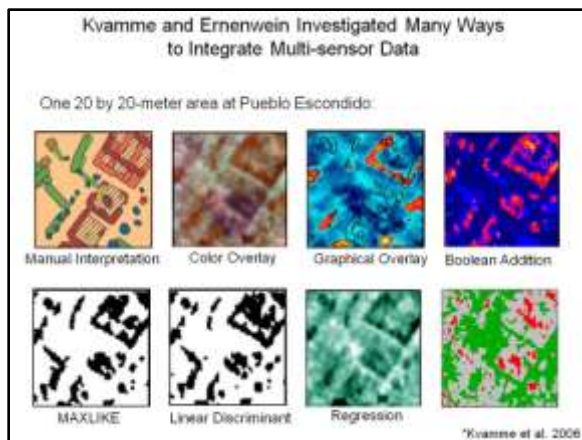 Kvamme and Ernenwein Investigated Many Ways
to Integrate Multi-sensor Data
One 20 by 20-meter area at Pueblo Escondido:
Manual Interpretation Color Overlay Graphical Overlay Boolean Addition
MAXLIKE Linear Discriminant Regression
*Kvamme et al. 2006